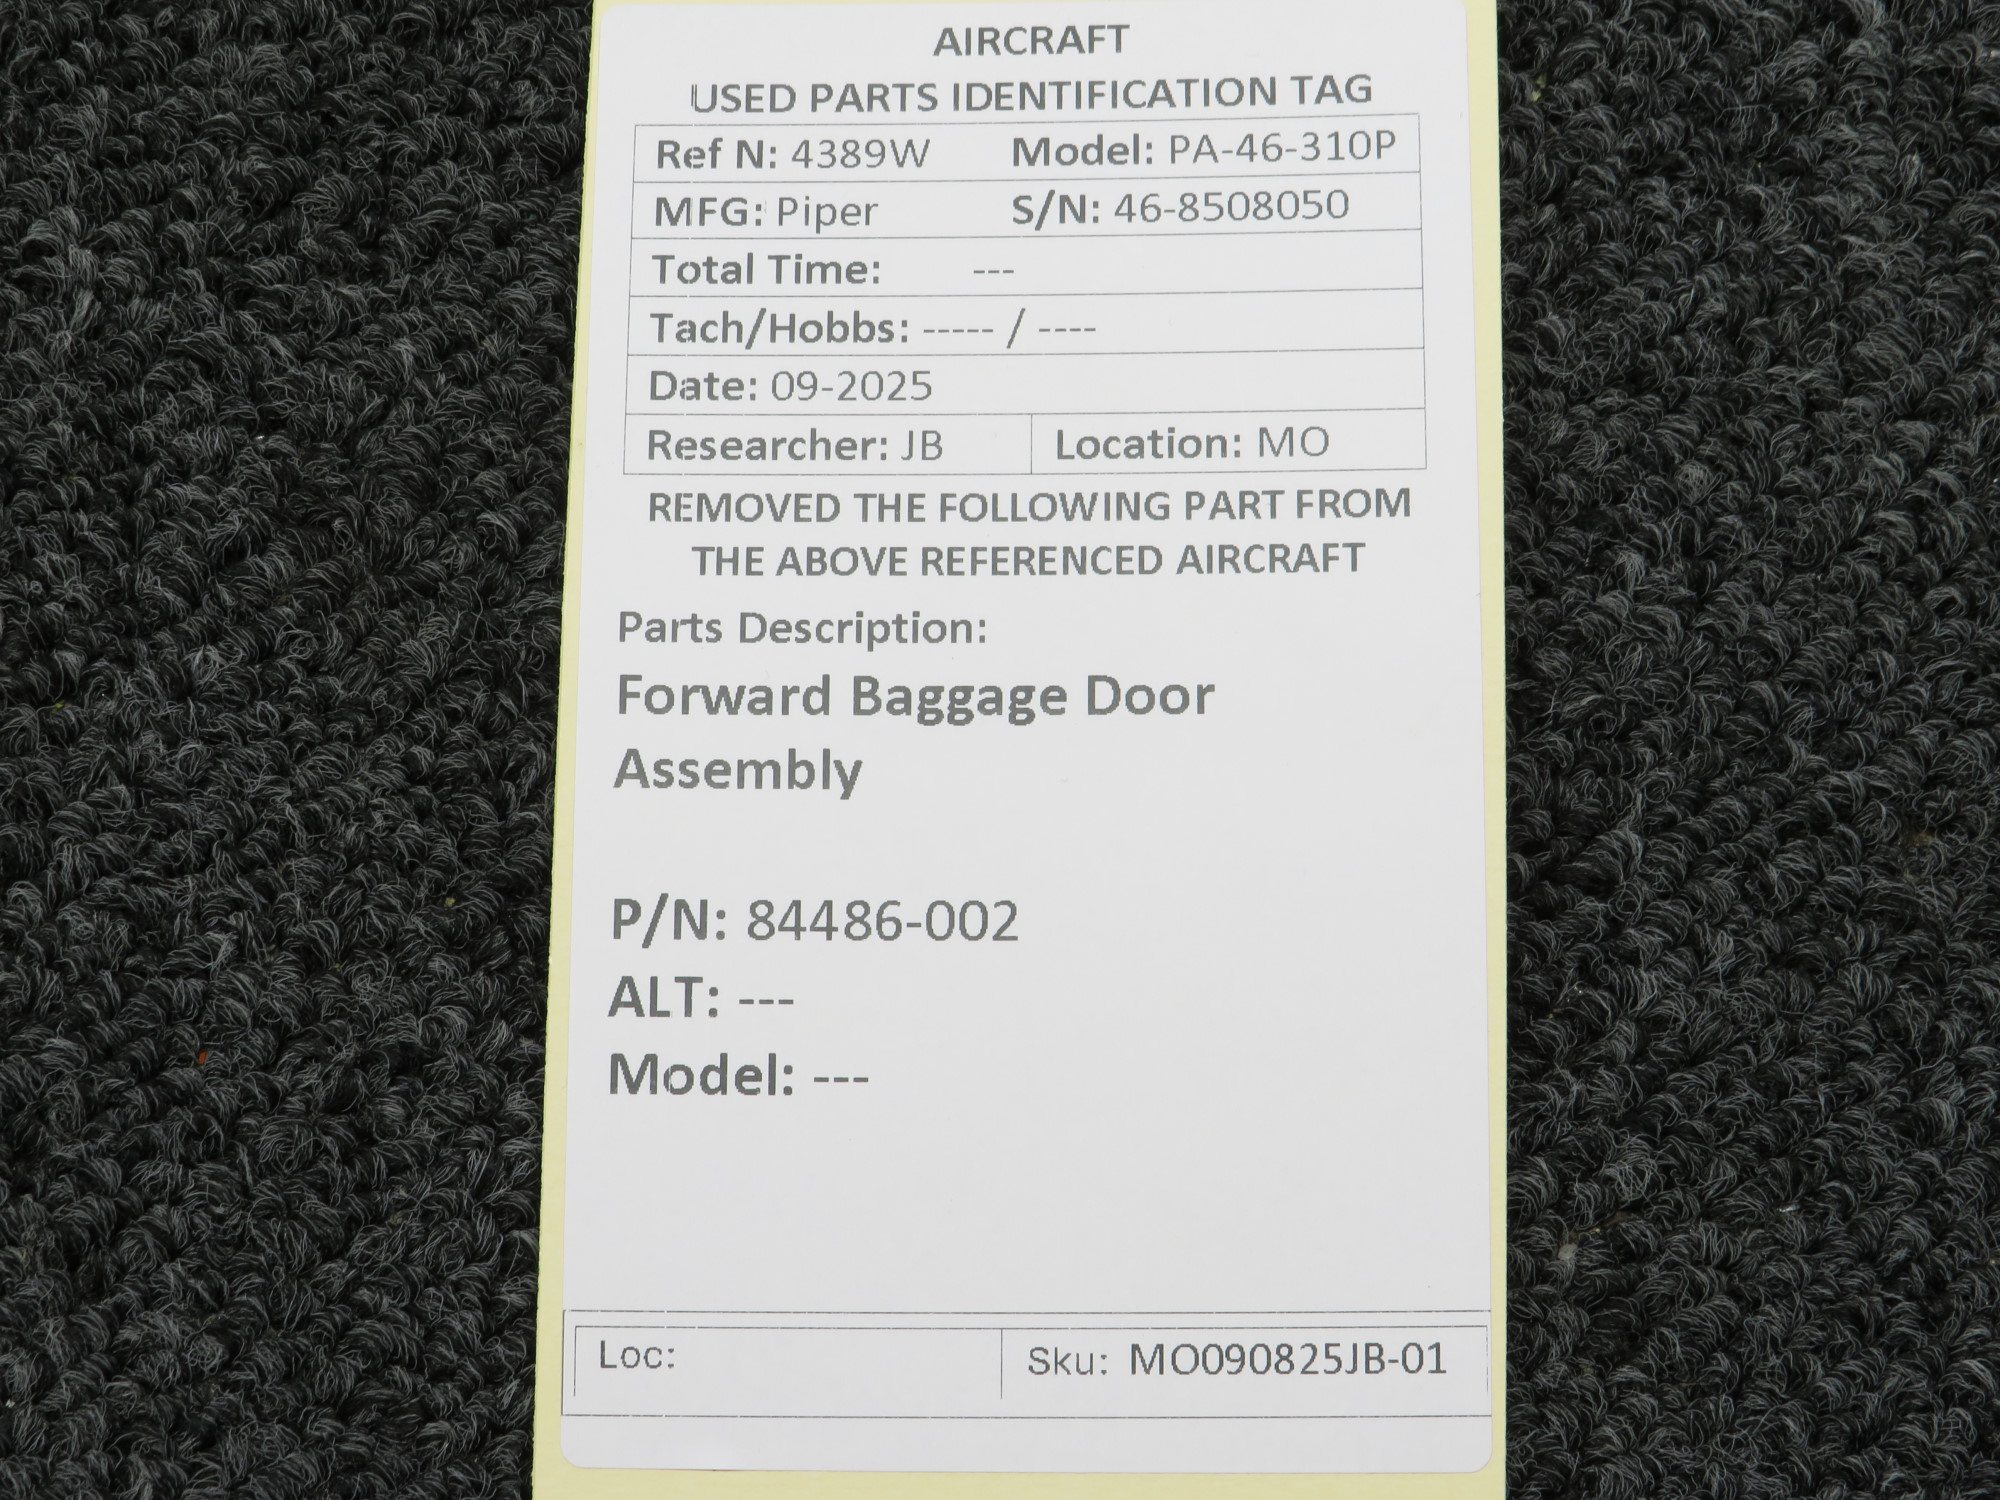 AIRCRAFT
USED PARTS IDENTIFICATION TAG
Ref N: 4389W Model: PA-46-310P
MFG: Piper S/N: 46-8508050
Total Time: ---
Tach/Hobbs: ----- / ----
Date: 09-2025
Researcher: JB Location: MO
REMOVED THE FOLLOWING PART FROM
THE ABOVE REFERENCED AIRCRAFT
Parts Description:
Forward Baggage Door
Assembly
P/N: 84486-002
ALT: ---
Model: ---
Loc: Sku: MO090825JB-01